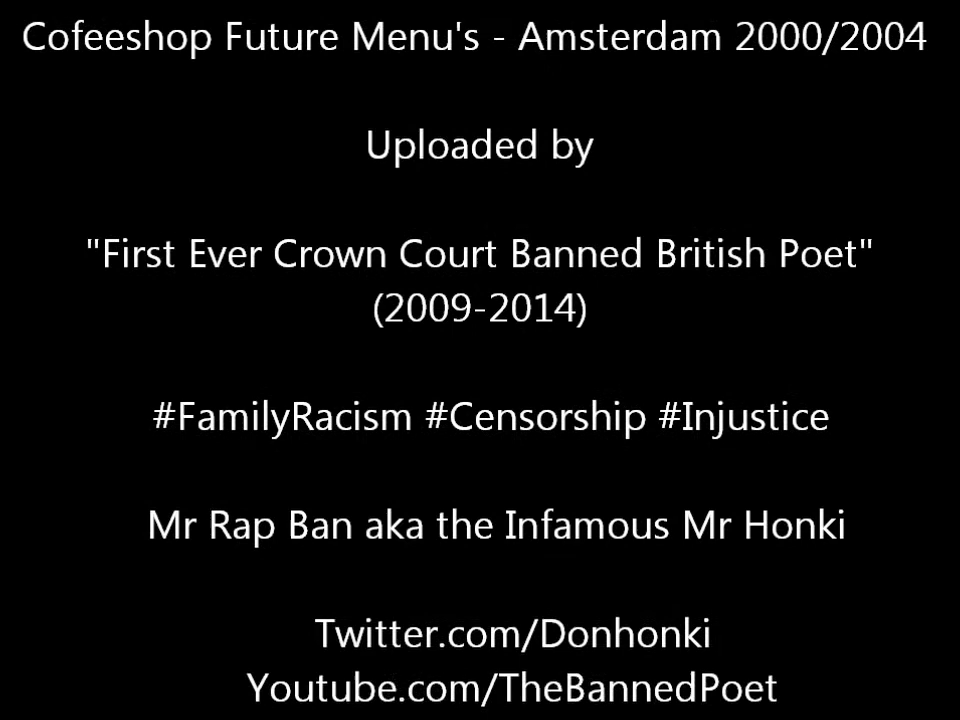 Cofeeshop Future Menu's - Amsterdam 2000/2004
Uploaded by
"First Ever Crown Court Banned British Poet"
(2009-2014)
#FamilyRacism #Censorship #Injustice
Mr Rap Ban aka the Infamous Mr Honki
Twitter.com/Donhonki
Youtube.com/TheBannedPoet